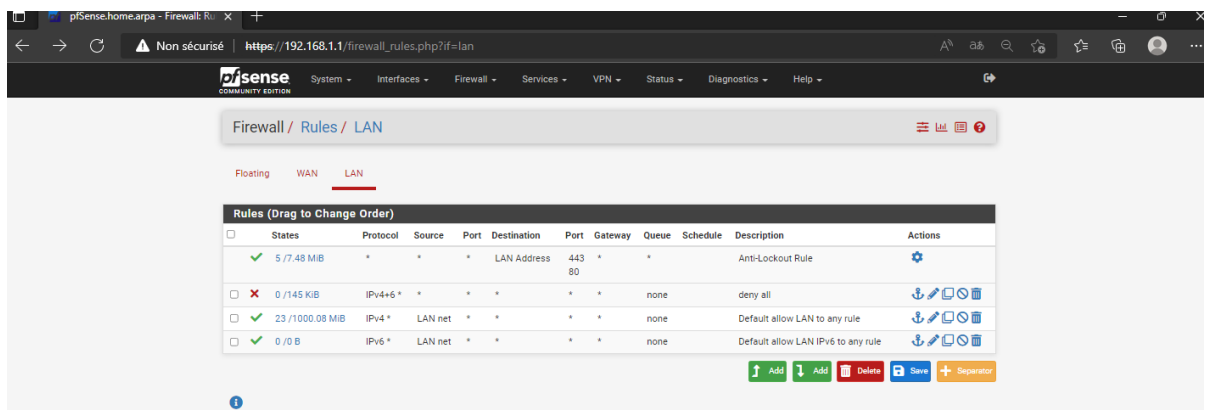 pfSense.home.arpa - Firewall: Ru
Non sécurisé | https://192.168.1.1/firewall_rules.php?if=lan
pfsense COMMUNITY EDITION System Interfaces Firewall Services VPN Status Diagnostics Help
Firewall / Rules / LAN
Floating WAN LAN
Rules (Drag to Change Order)
States Protocol Source Port Destination Port Gateway Queue Schedule Description Actions
5 /7.48 MiB * * * LAN Address 443 * * Anti-Lockout Rule
80
0 /145 KiB IPv4+6 * * * * * * none deny all
23 /1000.08 MiB IPv4 * LAN net * * * * none Default allow LAN to any rule
0 /0 B IPv6 * LAN net * * * * none Default allow LAN IPv6 to any rule
Add Add Delete Save Separator